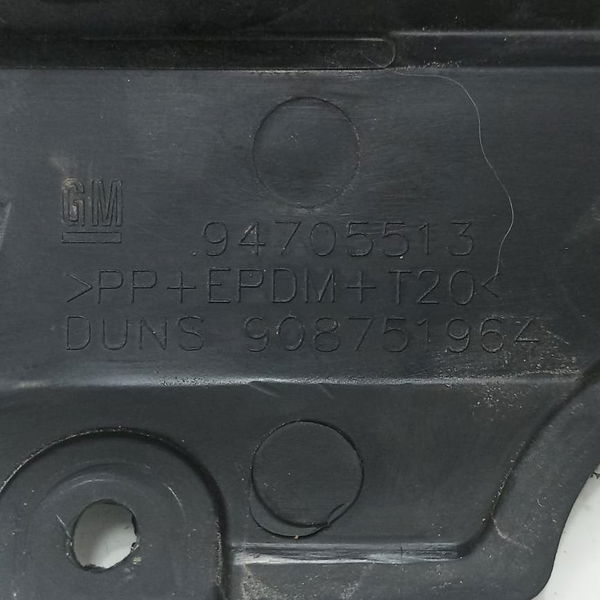 GM
94705513
>PP+EPDM+T20<
DUNS 908751964